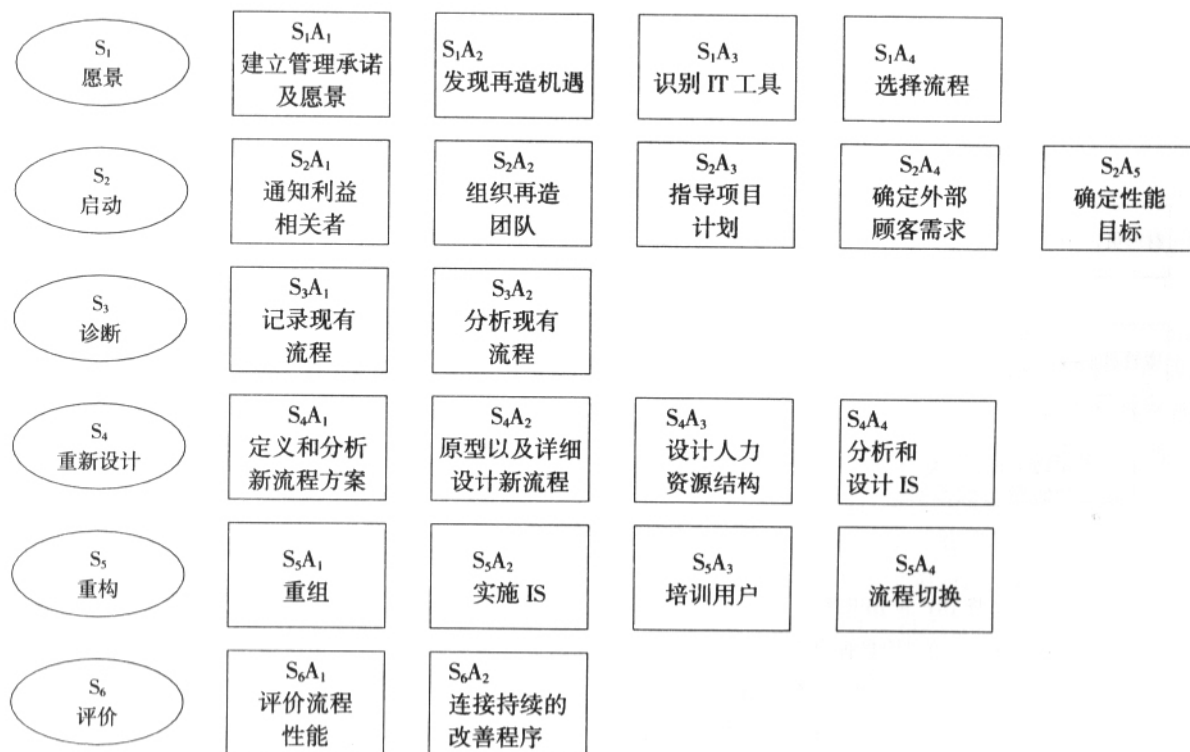 S₁
愿景
S₁A₁
建立管理承诺
及愿景
S₁A₂
发现再造机遇
S₁A₃
识别 IT 工具
S₁A₄
选择流程
S₂
启动
S₂A₁
通知利益
相关者
S₂A₂
组织再造
团队
S₂A₃
指导项目
计划
S₂A₄
确定外部
顾客需求
S₂A₅
确定性能
目标
S₃
诊断
S₃A₁
记录现有
流程
S₃A₂
分析现有
流程
S₄
重新设计
S₄A₁
定义和分析
新流程方案
S₄A₂
原型以及详细
设计新流程
S₄A₃
设计人力
资源结构
S₄A₄
分析和
设计 IS
S₅
重构
S₅A₁
重组
S₅A₂
实施 IS
S₅A₃
培训用户
S₅A₄
流程切换
S₆
评价
S₆A₁
评价流程
性能
S₆A₂
连接持续的
改善程序